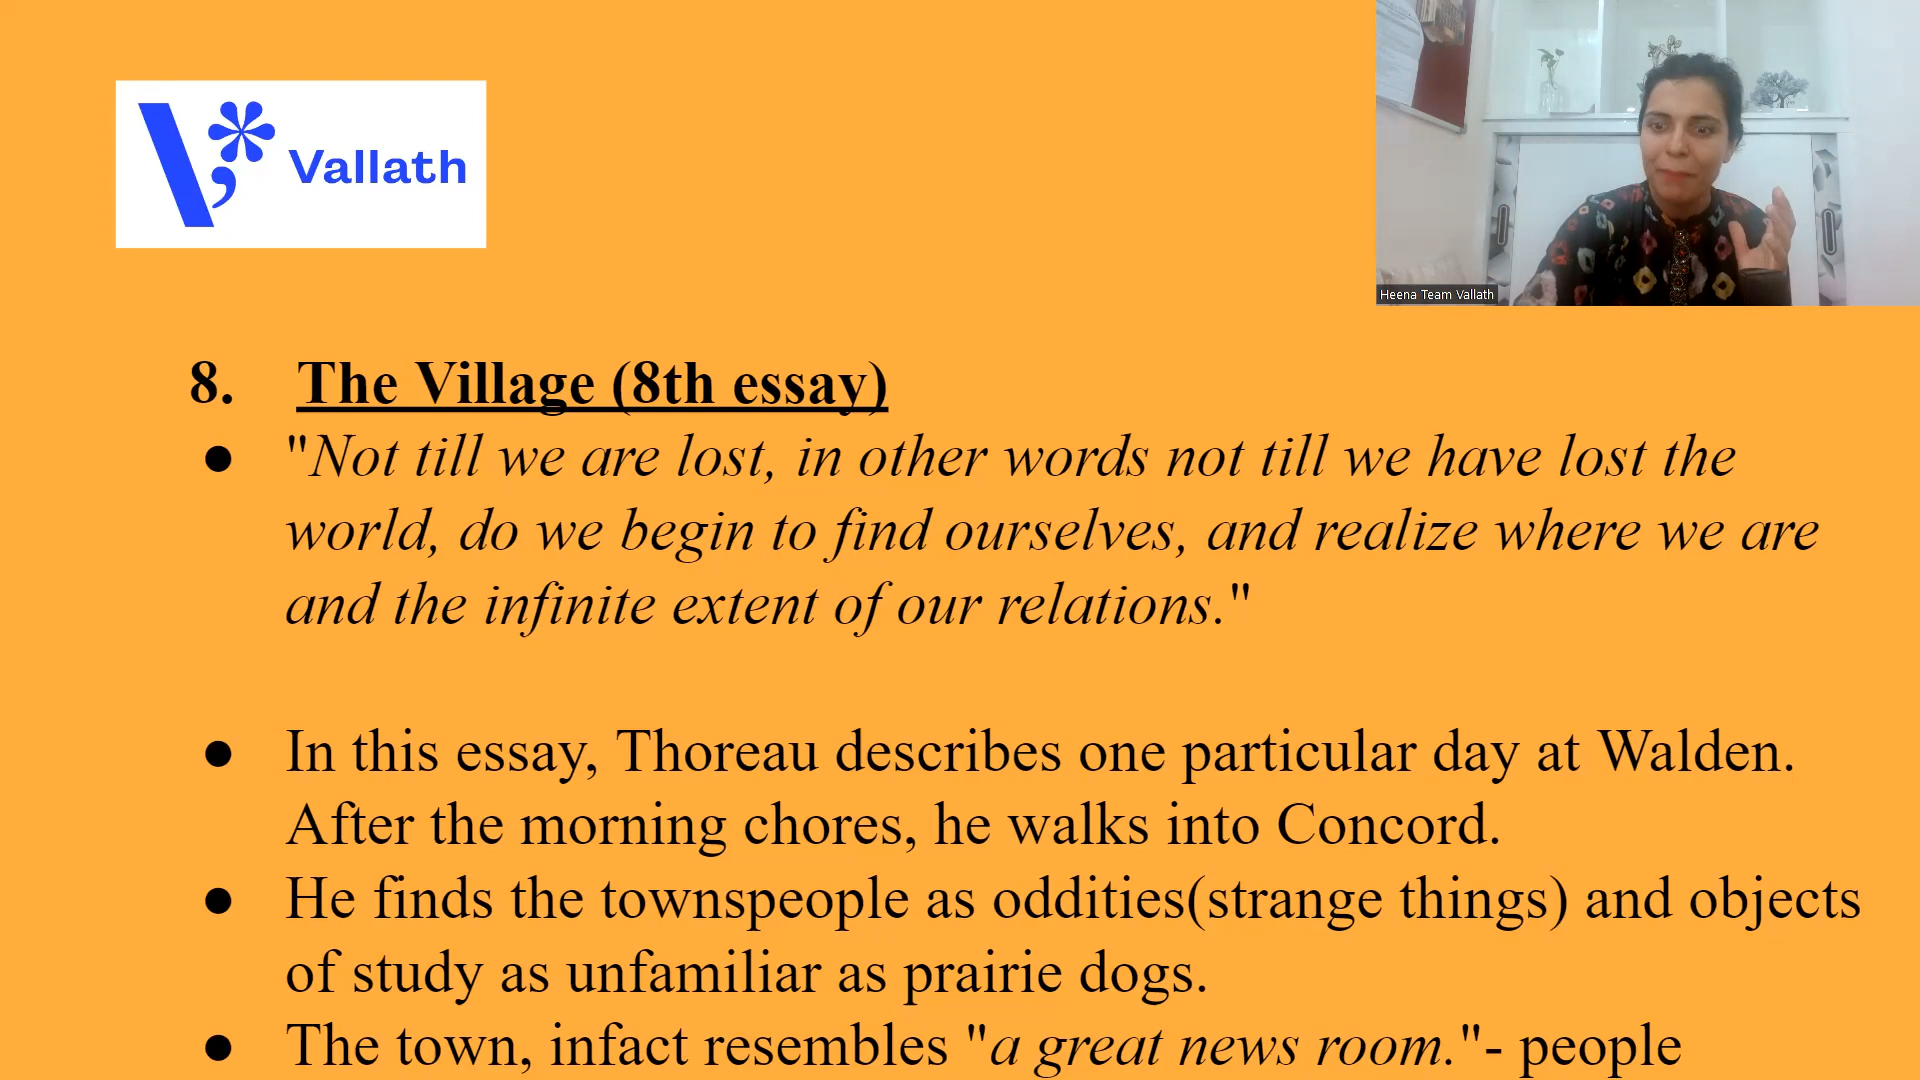 Vallath
Heena Team Vallath
8. The Village (8th essay)
● "Not till we are lost, in other words not till we have lost the
world, do we begin to find ourselves, and realize where we are
and the infinite extent of our relations."
● In this essay, Thoreau describes one particular day at Walden.
After the morning chores, he walks into Concord.
● He finds the townspeople as oddities(strange things) and objects
of study as unfamiliar as prairie dogs.
● The town, infact resembles "a great news room."- people